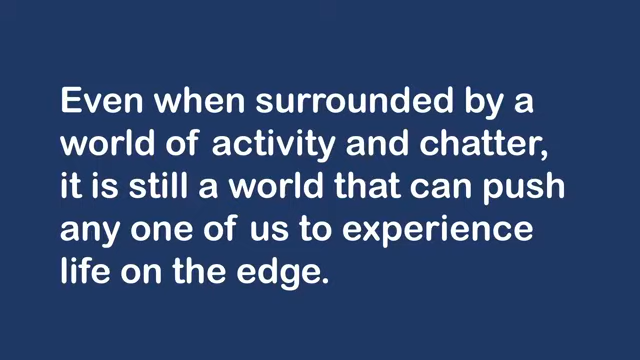 Even when surrounded by a
world of activity and chatter,
it is still a world that can push
any one of us to experience
life on the edge.